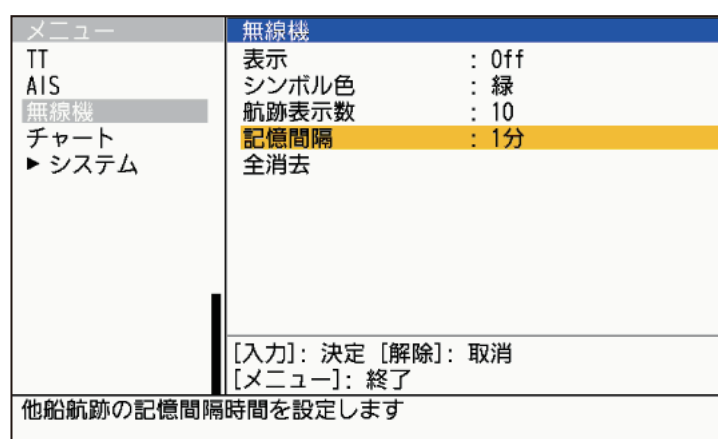 メニュー
TT
AIS
無線機
チャート
▶ システム
無線機
表示 : Off
シンボル色 : 緑
航跡表示数 : 10
記憶間隔 : 1分
全消去
[入力]: 決定 [解除]: 取消
[メニュー]: 終了
他船航跡の記憶間隔時間を設定します